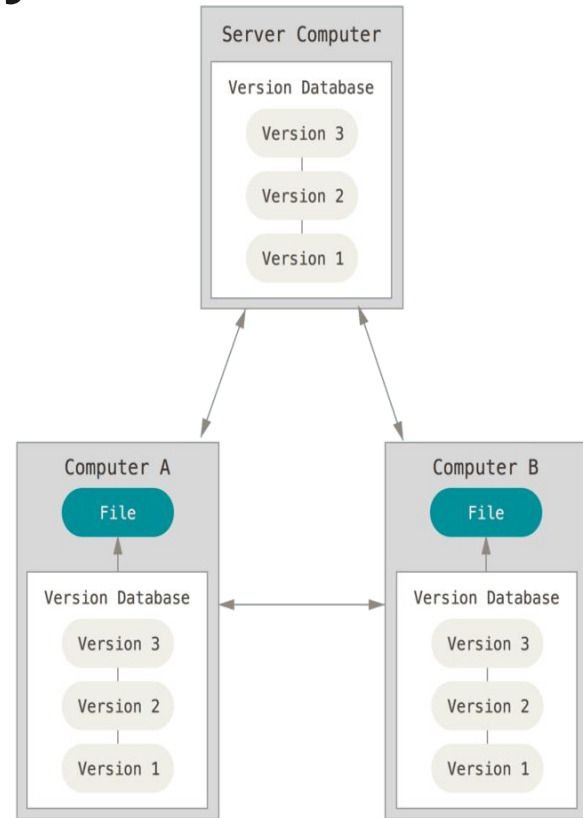 Server Computer
Version Database
Version 3
Version 2
Version 1
Computer A
File
Version Database
Version 3
Version 2
Version 1
Computer B
File
Version Database
Version 3
Version 2
Version 1